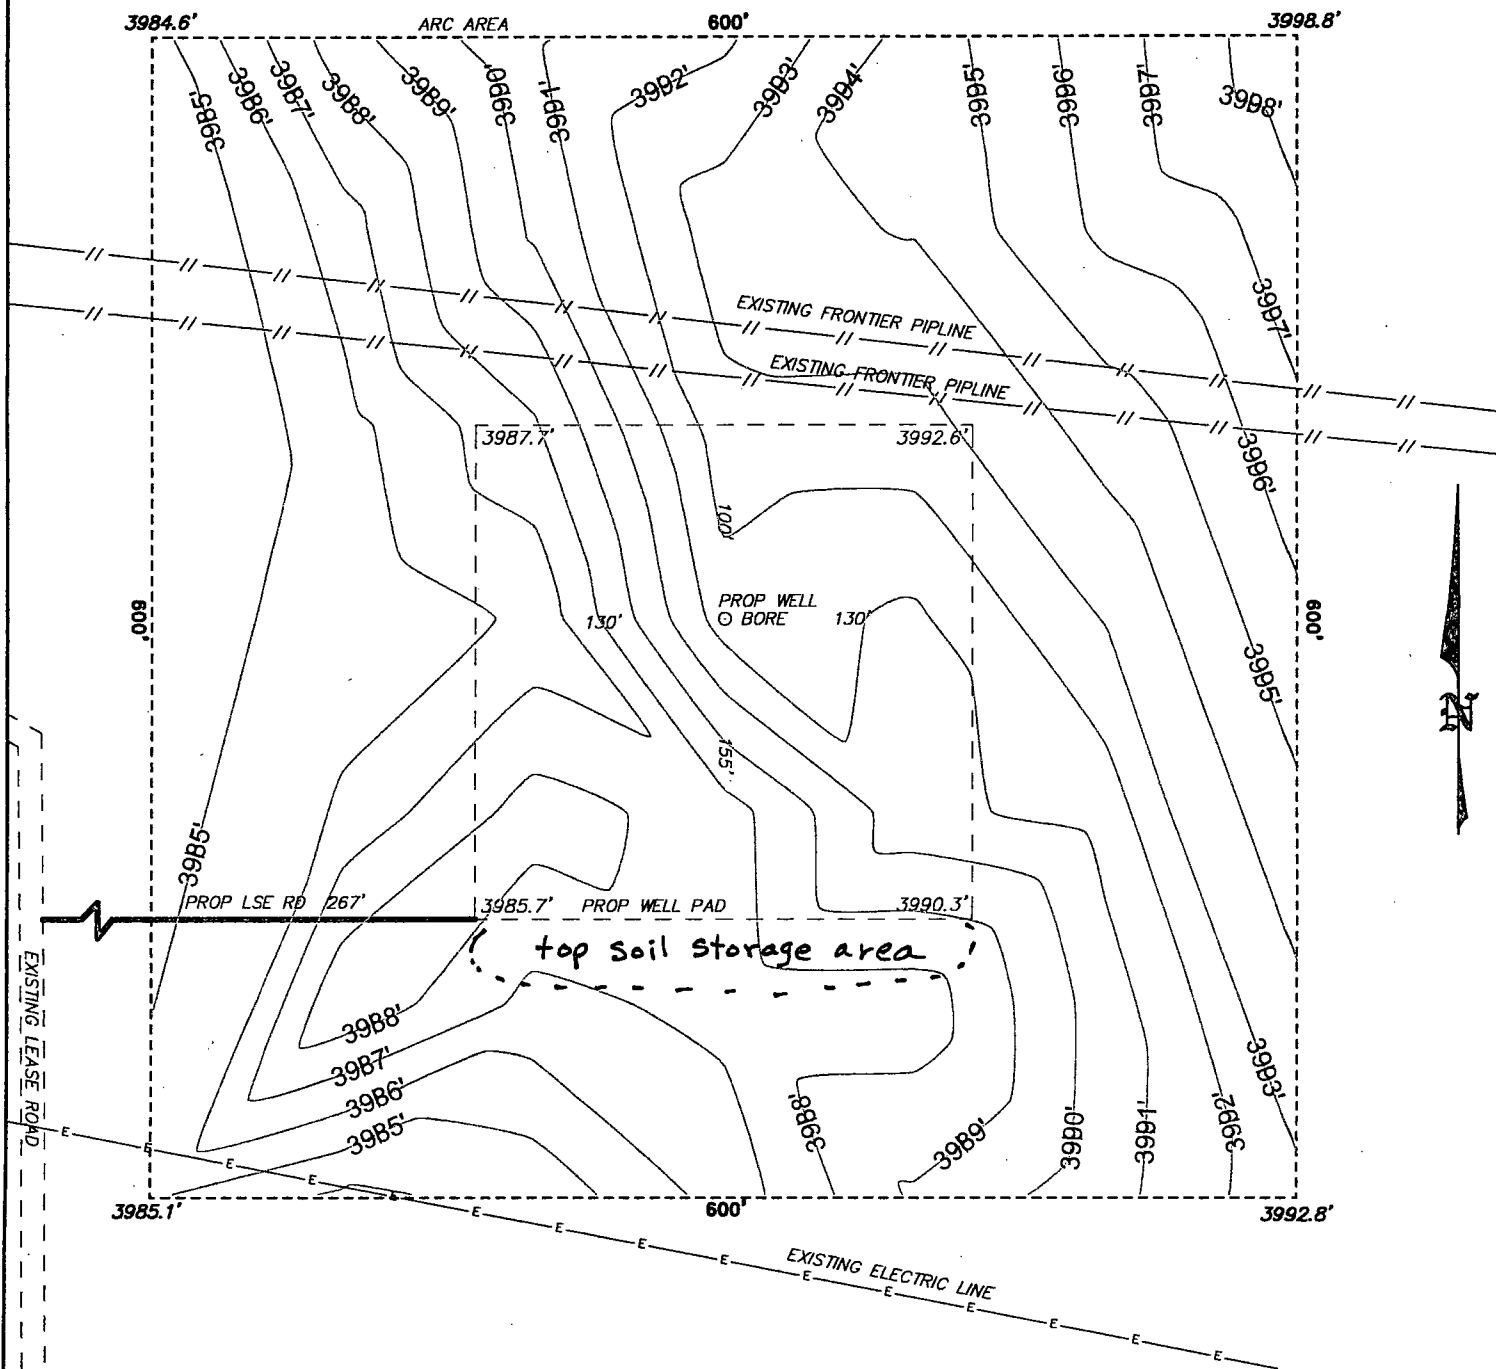 3984.6'
ARC AREA
600'
3998.8'
3985'
3986'
3987'
3988'
3989'
3990'
3991'
3992'
3993'
3994'
3995'
3996'
3997'
3998'
EXISTING FRONTIER PIPLINE
EXISTING FRONTIER PIPLINE
3997'
3987.7'
3992.6'
3996'
100'
600'
130'
PROP WELL
BORE
130'
600'
3995'
N
155'
3985'
PROP LSE RD 267'
3985.7'
PROP WELL PAD
3990.3'
top soil storage area
EXISTING LEASE ROAD
3988'
3987'
3986'
3985'
3988'
3989'
3990'
3991'
3992'
3993'
E
E
E
E
E
E
E
E
E
E
E
E
E
E
3985.1'
600'
3992.8'
EXISTING ELECTRIC LINE